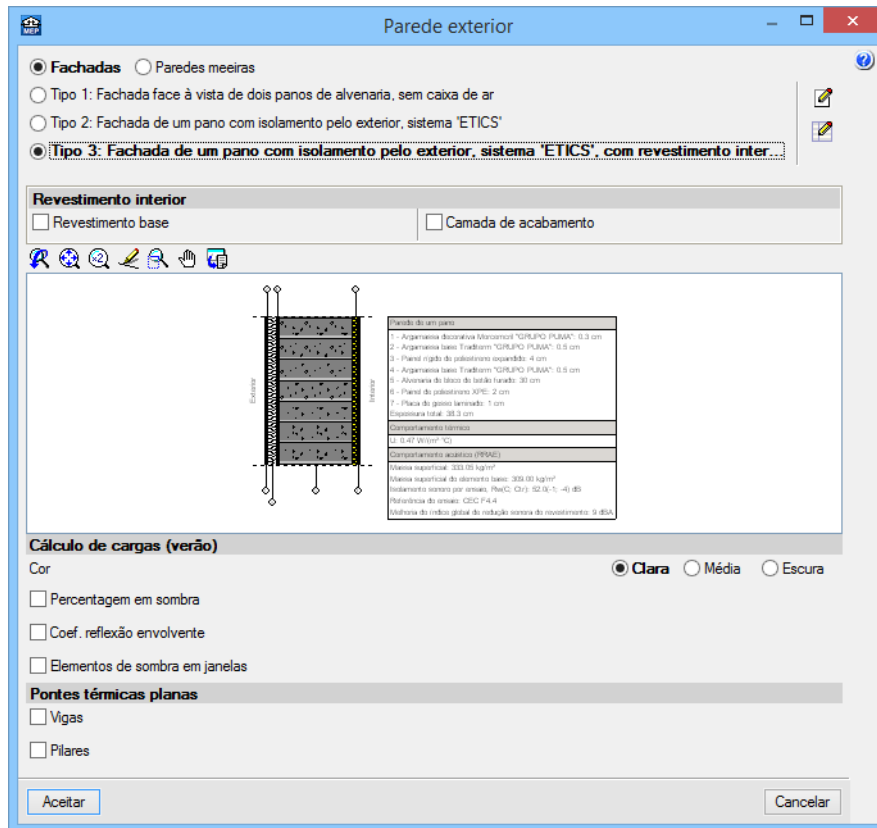 MEP
Parede exterior
Fachadas
Paredes meeiras
Tipo 1: Fachada face à vista de dois panos de alvenaria, sem caixa de ar
Tipo 2: Fachada de um pano com isolamento pelo exterior, sistema 'ETICS'
Tipo 3: Fachada de um pano com isolamento pelo exterior, sistema 'ETICS', com revestimento inter...
Revestimento interior
Revestimento base
Camada de acabamento
x2
Exterior
Interior
Parede de um pano
1 - Argamassa decorativa Morcemcril "GRUPO PUMA": 0.3 cm
2 - Argamassa base Tradterm "GRUPO PUMA": 0.5 cm
3 - Painel rígido de poliestireno expandido: 4 cm
4 - Argamassa base Tradterm "GRUPO PUMA": 0.5 cm
5 - Alvenaria de bloco de betão furado: 30 cm
6 - Painel de poliestireno XPE: 2 cm
7 - Placa de gesso laminado: 1 cm
Espessura total: 38.3 cm
Comportamento térmico
U: 0.47 W/(m² °C)
Comportamento acústico (RRAE)
Massa superficial: 333.05 kg/m²
Massa superficial do elemento base: 309.00 kg/m²
Isolamento sonoro por ensaio, Rw(C; Ctr): 52.0(-1; -4) dB
Referência do ensaio: CEC F4.4
Melhoria do índice global de redução sonora do revestimento: 9 dBA
Cálculo de cargas (verão)
Cor
Clara
Média
Escura
Percentagem em sombra
Coef. reflexão envolvente
Elementos de sombra em janelas
Pontes térmicas planas
Vigas
Pilares
Aceitar
Cancelar